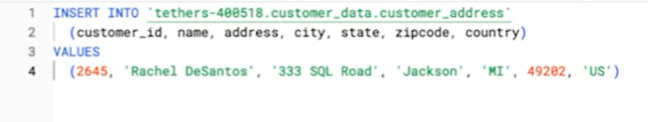 1 INSERT INTO `tethers-400518.customer_data.customer_address`
2 (customer_id, name, address, city, state, zipcode, country)
3 VALUES
4 (2645, 'Rachel DeSantos', '333 SQL Road', 'Jackson', 'MI', 49202, 'US')